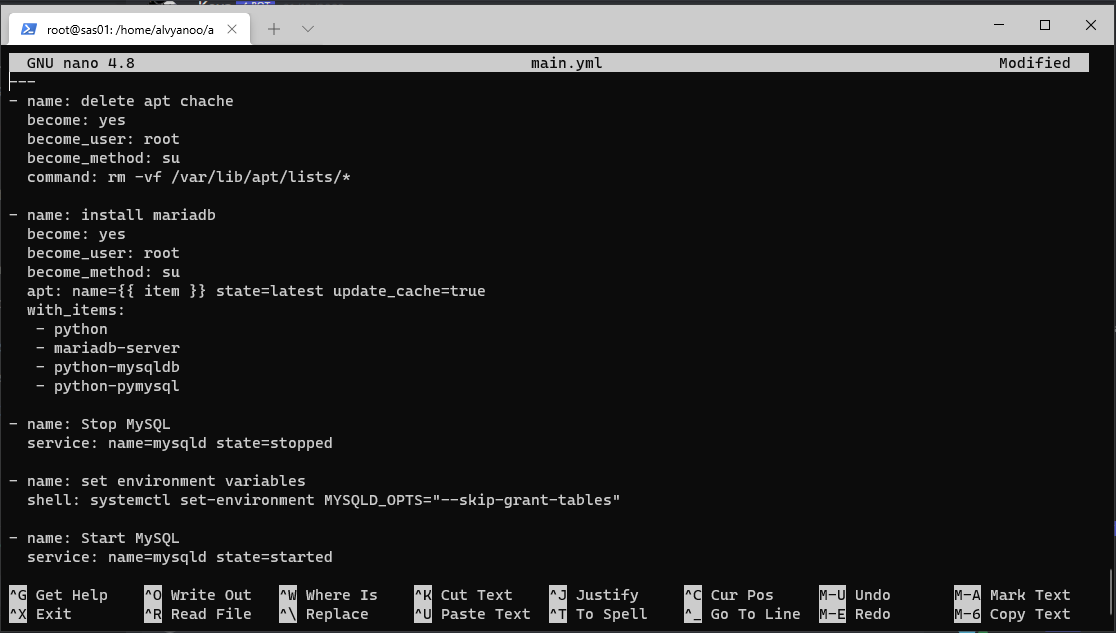 root@sas01: /home/alvyanoo/a
GNU nano 4.8 main.yml Modified
---
- name: delete apt chache
  become: yes
  become_user: root
  become_method: su
  command: rm -vf /var/lib/apt/lists/*
- name: install mariadb
  become: yes
  become_user: root
  become_method: su
  apt: name={{ item }} state=latest update_cache=true
  with_items:
   - python
   - mariadb-server
   - python-mysqldb
   - python-pymysql
- name: Stop MySQL
  service: name=mysqld state=stopped
- name: set environment variables
  shell: systemctl set-environment MYSQLD_OPTS="--skip-grant-tables"
- name: Start MySQL
  service: name=mysqld state=started
^G Get Help ^O Write Out ^W Where Is ^K Cut Text ^J Justify ^C Cur Pos M-U Undo M-A Mark Text
^X Exit ^R Read File ^\ Replace ^U Paste Text ^T To Spell ^_ Go To Line M-E Redo M-6 Copy Text